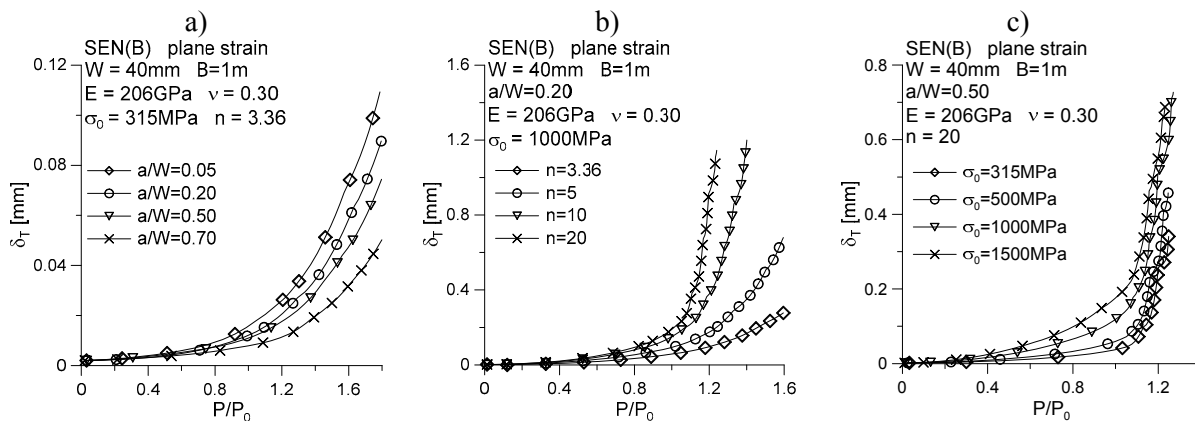 a)
SEN(B) plane strain
W = 40mm B=1m
E = 206GPa ν = 0.30
σ0 = 315MPa n = 3.36
a/W=0.05
a/W=0.20
a/W=0.50
a/W=0.70
δT [mm]
0.12
0.08
0.04
0
0 0.4 0.8 1.2 1.6
P/P0
b)
SEN(B) plane strain
W = 40mm B=1m
a/W=0.20
E = 206GPa ν = 0.30
σ0 = 1000MPa
n=3.36
n=5
n=10
n=20
δT [mm]
1.6
1.2
0.8
0.4
0
0 0.4 0.8 1.2 1.6
P/P0
c)
SEN(B) plane strain
W = 40mm B=1m
a/W=0.50
E = 206GPa ν = 0.30
n = 20
σ0=315MPa
σ0=500MPa
σ0=1000MPa
σ0=1500MPa
δT [mm]
0.8
0.6
0.4
0.2
0
0 0.4 0.8 1.2
P/P0